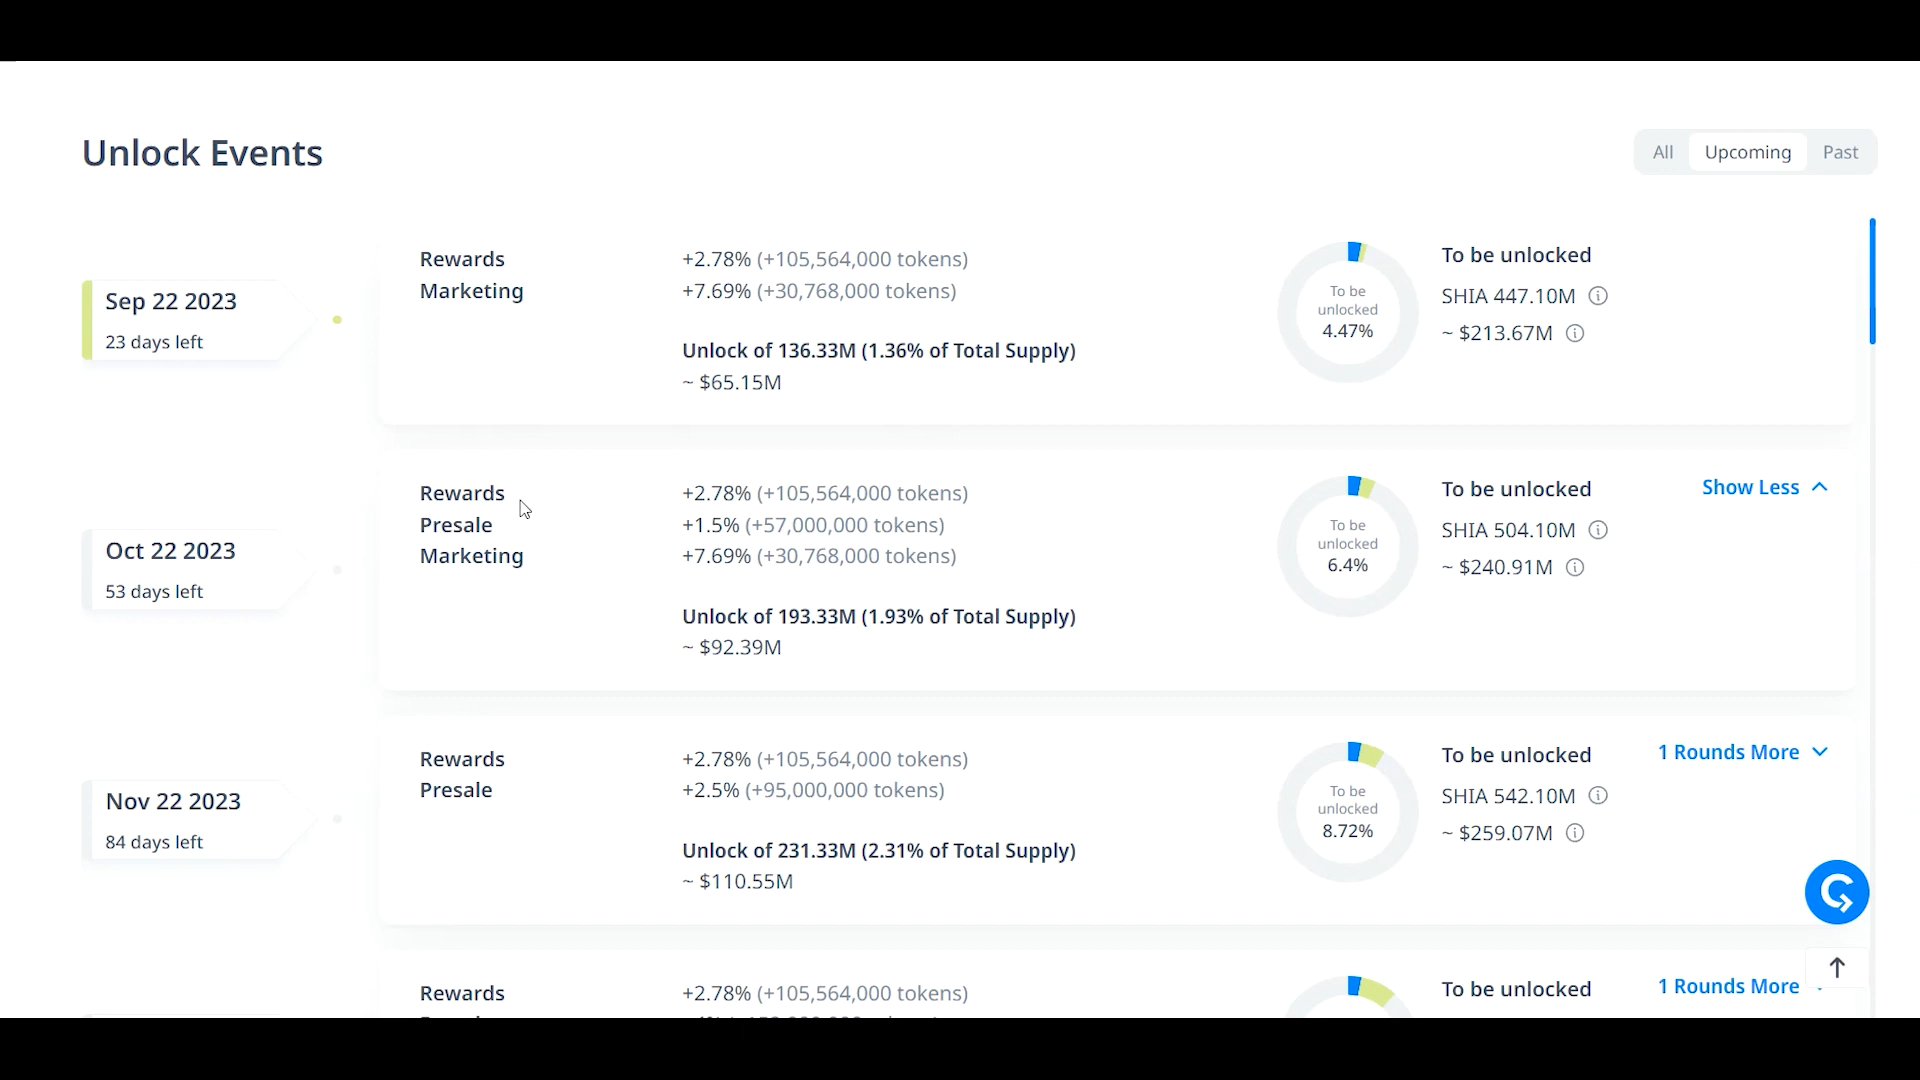 Unlock Events
All Upcoming Past
Sep 22 2023
23 days left
Rewards +2.78% (+105,564,000 tokens)
Marketing +7.69% (+30,768,000 tokens)
Unlock of 136.33M (1.36% of Total Supply)
~ $65.15M
To be
unlocked
4.47%
To be unlocked
SHIA 447.10M
~ $213.67M
Oct 22 2023
53 days left
Rewards +2.78% (+105,564,000 tokens)
Presale +1.5% (+57,000,000 tokens)
Marketing +7.69% (+30,768,000 tokens)
Unlock of 193.33M (1.93% of Total Supply)
~ $92.39M
To be
unlocked
6.4%
To be unlocked
SHIA 504.10M
~ $240.91M
Show Less
Nov 22 2023
84 days left
Rewards +2.78% (+105,564,000 tokens)
Presale +2.5% (+95,000,000 tokens)
Unlock of 231.33M (2.31% of Total Supply)
~ $110.55M
To be
unlocked
8.72%
To be unlocked
SHIA 542.10M
~ $259.07M
1 Rounds More
Rewards +2.78% (+105,564,000 tokens)
To be unlocked
1 Rounds More